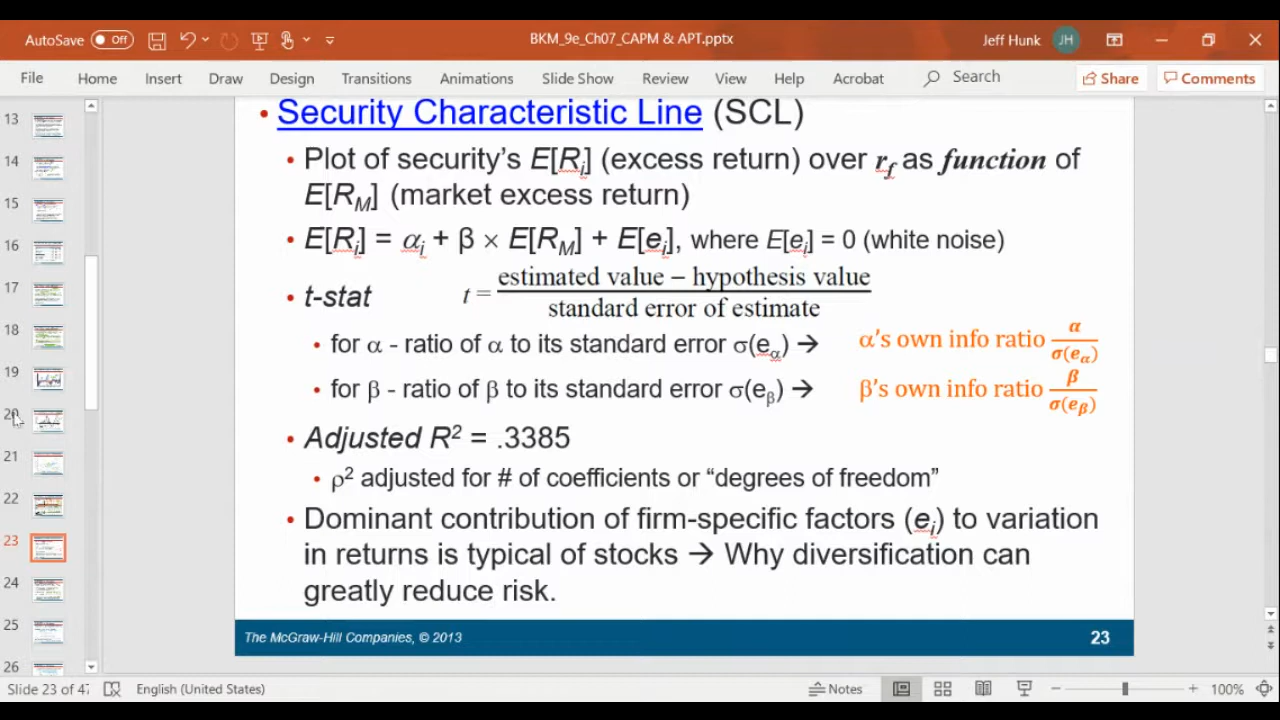 AutoSave Off BKM_9e_Ch07_CAPM & APT.pptx Jeff Hunk JH
File Home Insert Draw Design Transitions Animations Slide Show Review View Help Acrobat Search Share Comments
13
14
15
16
17
18
19
20
21
22
23
24
25
26
• Security Characteristic Line (SCL)
• Plot of security's E[Ri] (excess return) over rf as function of
E[RM] (market excess return)
• E[Ri] = αi + β × E[RM] + E[ei], where E[ei] = 0 (white noise)
• t-stat t = estimated value – hypothesis value
standard error of estimate
• for α - ratio of α to its standard error σ(eα) → α's own info ratio α/σ(eα)
• for β - ratio of β to its standard error σ(eβ) → β's own info ratio β/σ(eβ)
• Adjusted R² = .3385
• ρ² adjusted for # of coefficients or “degrees of freedom”
• Dominant contribution of firm-specific factors (ei) to variation
in returns is typical of stocks → Why diversification can
greatly reduce risk.
The McGraw-Hill Companies, © 2013 23
Slide 23 of 47 English (United States) Notes 100%